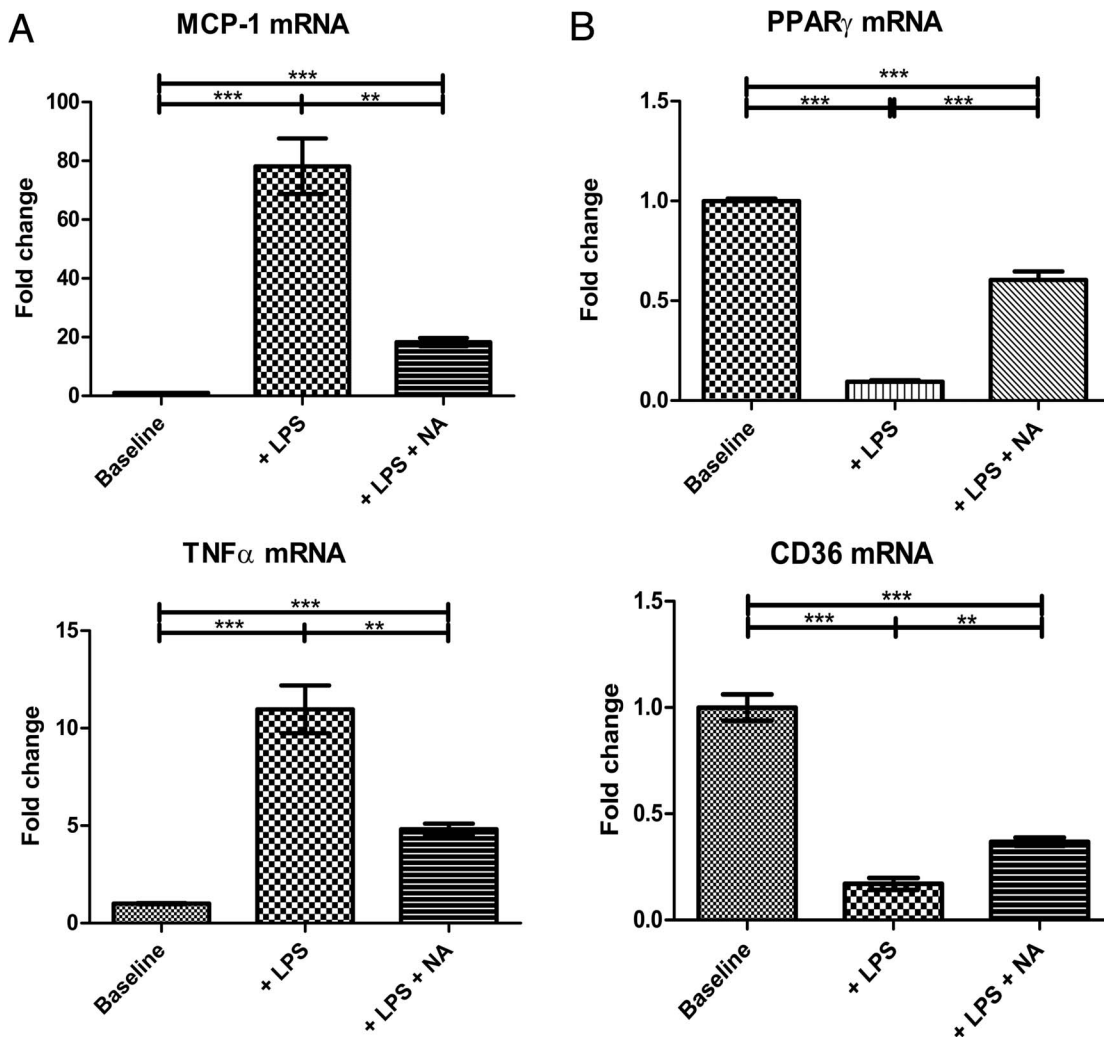 A
MCP-1 mRNA
***
***
**
Fold change
100
80
60
40
20
0
Baseline
+ LPS
+ LPS + NA
B
PPARγ mRNA
***
***
***
Fold change
1.5
1.0
0.5
0.0
Baseline
+ LPS
+ LPS + NA
TNFα mRNA
***
***
**
Fold change
15
10
5
0
Baseline
+ LPS
+ LPS + NA
CD36 mRNA
***
***
**
Fold change
1.5
1.0
0.5
0.0
Baseline
+ LPS
+ LPS + NA